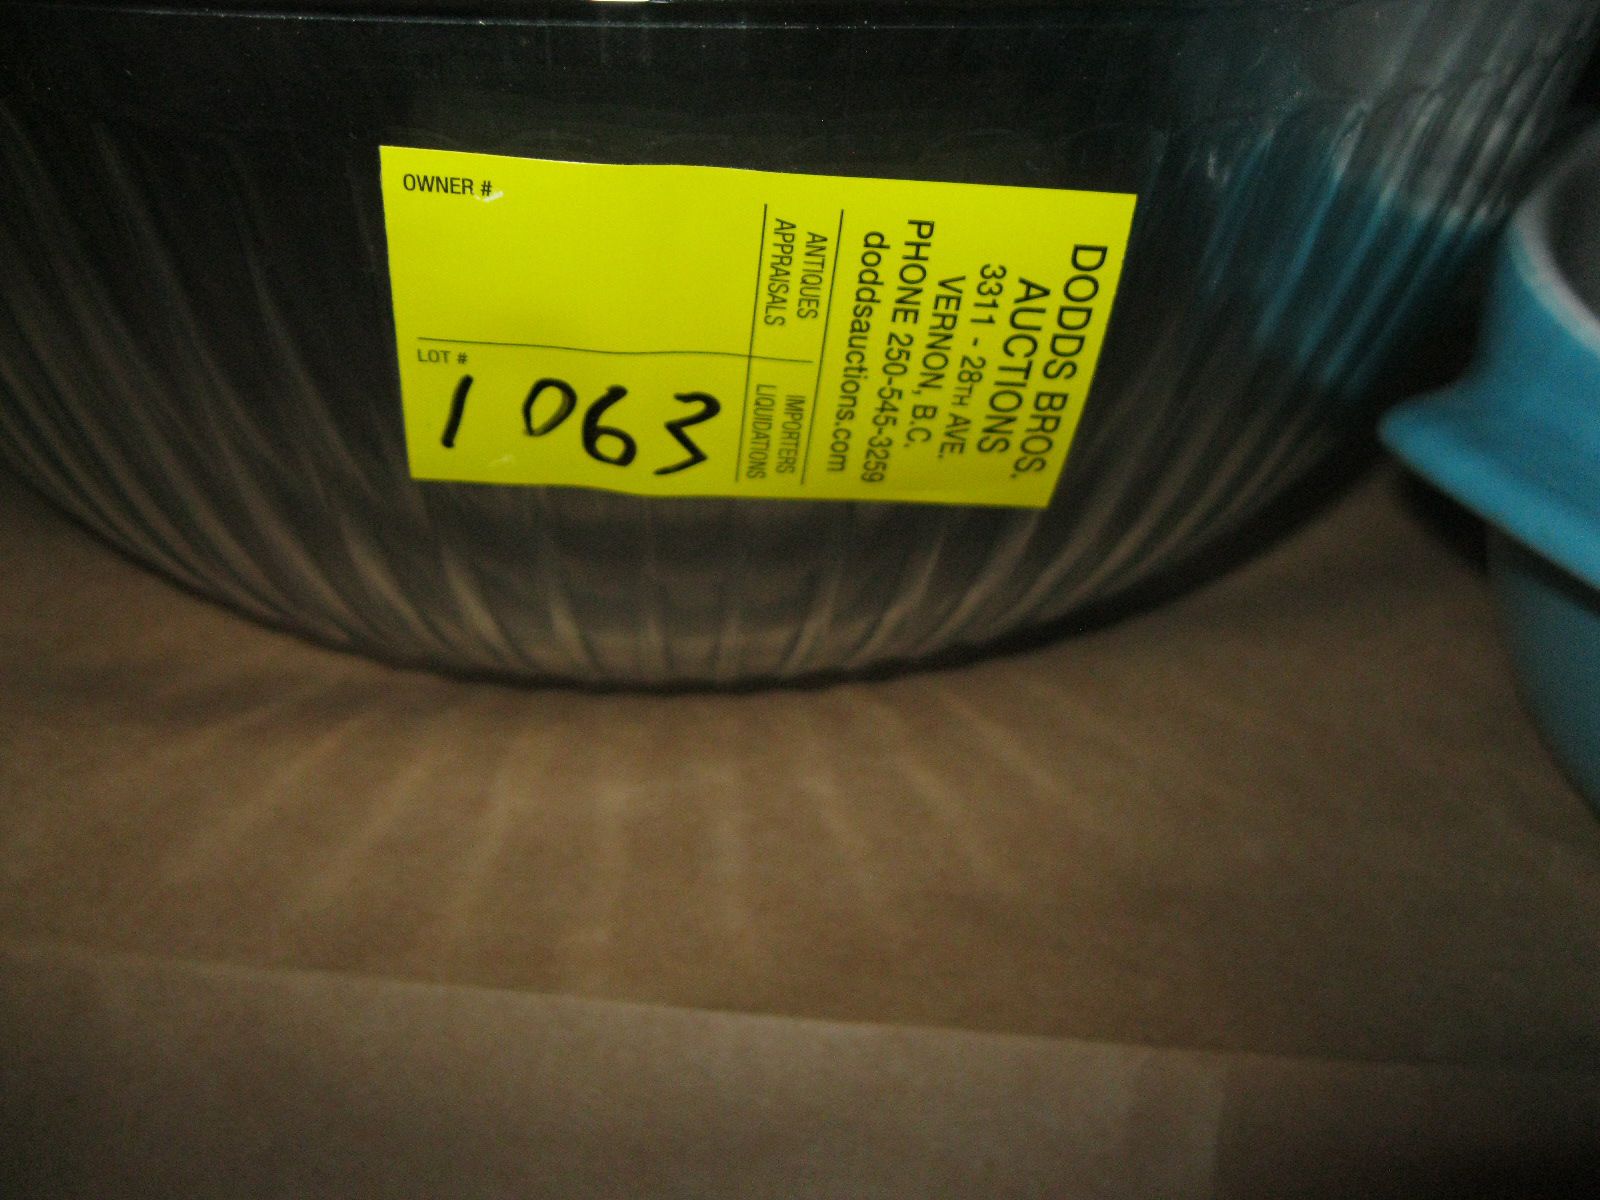 OWNER #
LOT #
1063
DODDS BROS.
AUCTIONS
3311 - 28TH AVE.
VERNON, B.C.
PHONE 250-545-3259
doddsauctions.com
ANTIQUES
APPRAISALS
IMPORTERS
LIQUIDATIONS